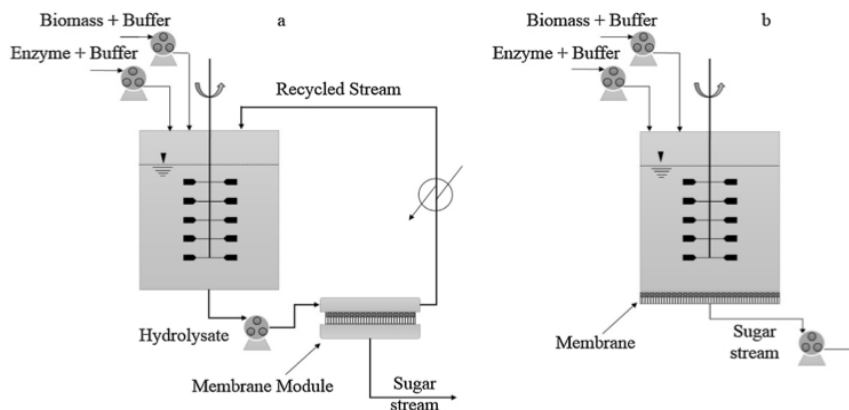 Biomass + Buffer
a
Enzyme + Buffer
Recycled Stream
Hydrolysate
Membrane Module
Sugar
stream
Biomass + Buffer
b
Enzyme + Buffer
Membrane
Sugar
stream